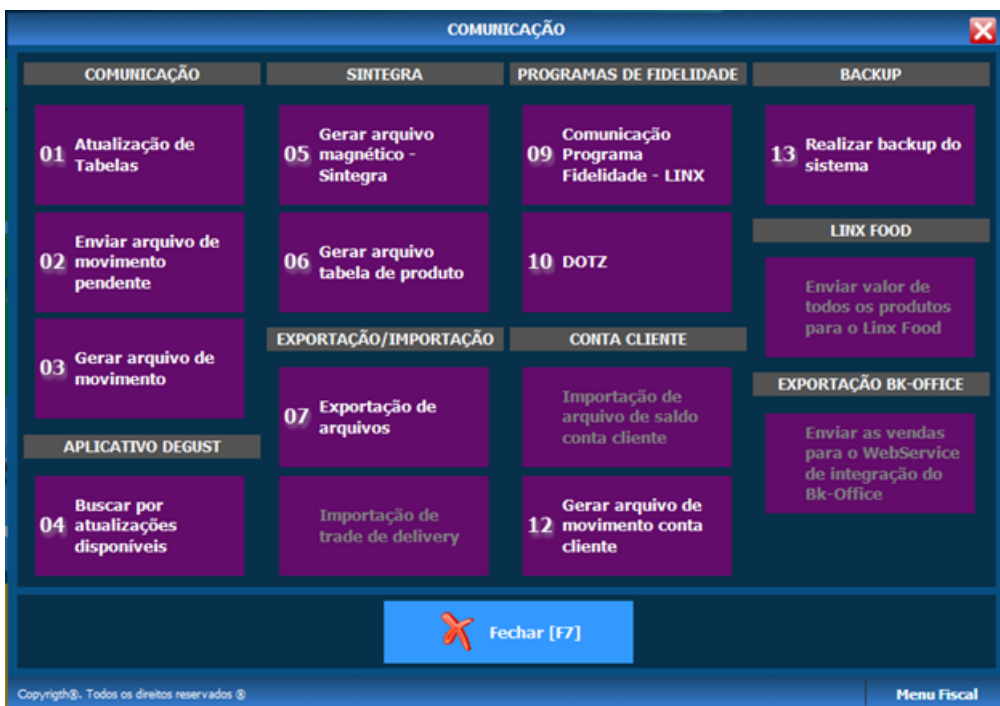 COMUNICAÇÃO
COMUNICAÇÃO
01 Atualização de
Tabelas
02 Enviar arquivo de
movimento
pendente
03 Gerar arquivo de
movimento
APLICATIVO DEGUST
04 Buscar por
atualizações
disponíveis
SINTEGRA
05 Gerar arquivo
magnético -
Sintegra
06 Gerar arquivo
tabela de produto
EXPORTAÇÃO/IMPORTAÇÃO
07 Exportação de
arquivos
Importação de
trade de delivery
PROGRAMAS DE FIDELIDADE
09 Comunicação
Programa
Fidelidade - LINX
10 DOTZ
CONTA CLIENTE
Importação de
arquivo de saldo
conta cliente
12 Gerar arquivo de
movimento conta
cliente
BACKUP
13 Realizar backup do
sistema
LINX FOOD
Enviar valor de
todos os produtos
para o Linx Food
EXPORTAÇÃO BK-OFFICE
Enviar as vendas
para o WebService
de integração do
Bk-Office
Fechar [F7]
Copyrigth®. Todos os direitos reservados ®
Menu Fiscal